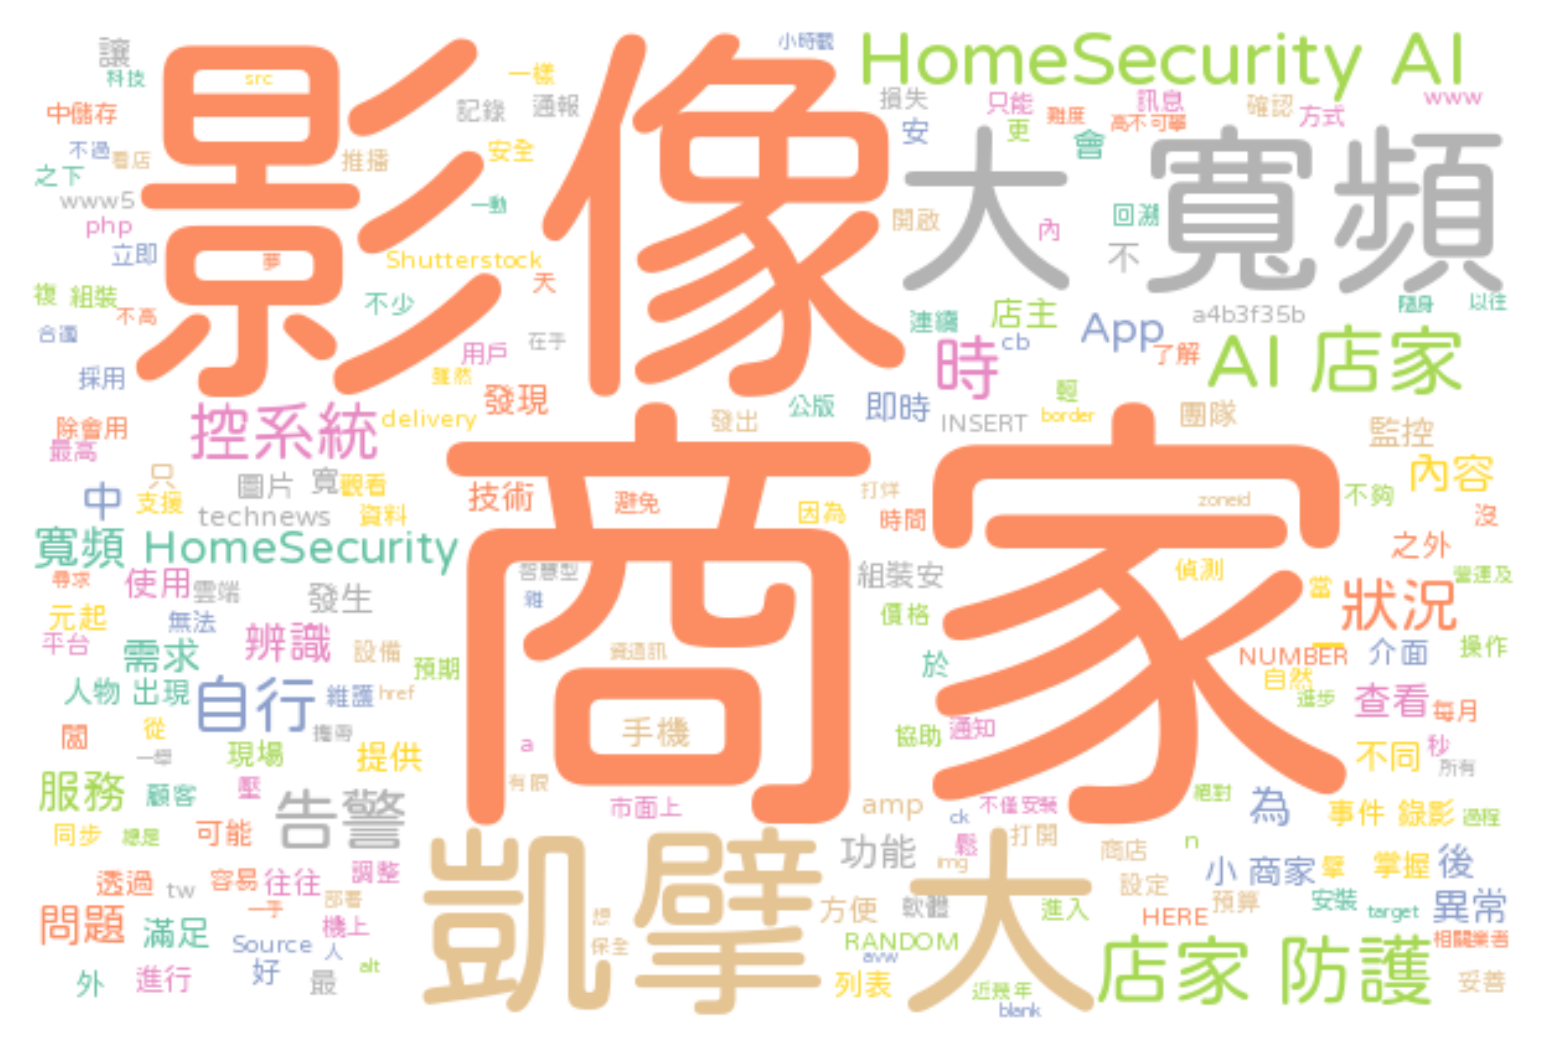 影像
商家
大 寬頻
凱擘 大
HomeSecurity AI
AI 店家
店家 防護
寬頻 HomeSecurity
控系統
時
自行
告警
狀況
讓
科技
src
一樣
小時觀
記錄
通報
損失
只能
難度
訊息
高不可攀
確認
方式
www
中儲存
不過
看店
之下
www5
php
立即
推播
安全
一動
安
更
會
開啟
內
回溯
不
夢
Shutterstock
天
複
組裝
不高
合適
不少
在手
用戶
雖然
連續
店主
cb
App
了解
a4b3f35b
隨身
以往
採用
除會用
最高
delivery
發現
發出
公版
即時
INSERT
輕
border
團隊
監控
內容
只
圖片
寬
觀看
中
支援
technews
資料
技術
避免
因為
打烊
時間
zoneid
不夠
沒
之外
尋求
使用
雲端
發生
智慧型
組裝安
偵測
當
營運及
元起
無法
平台
需求
辨識
設備
預期
資通訊
價格
於
NUMBER
一
介面
操作
自然
進步
人物
出現
維護
href
查看
每月
闆
從
一舉
攜帶
現場
提供
a
手機
協助
通知
不同
秒
所有
服務
顧客
壓
有限
市面上
amp
ck
不僅安裝
絕對
為
事件
錄影
過程
同步
總是
可能
功能
鬆
打開
img
商店
n
小
商家
掌握
後
透過
tw
容易
往往
調整
部署
一手
機上
想
保全
方便
軟體
進入
設定
HERE
預算
安裝
target
異常
相關業者
問題
滿足
Source
人
好
外
進行
最
alt
RANDOM
avw
列表
近幾年
blank
妥善